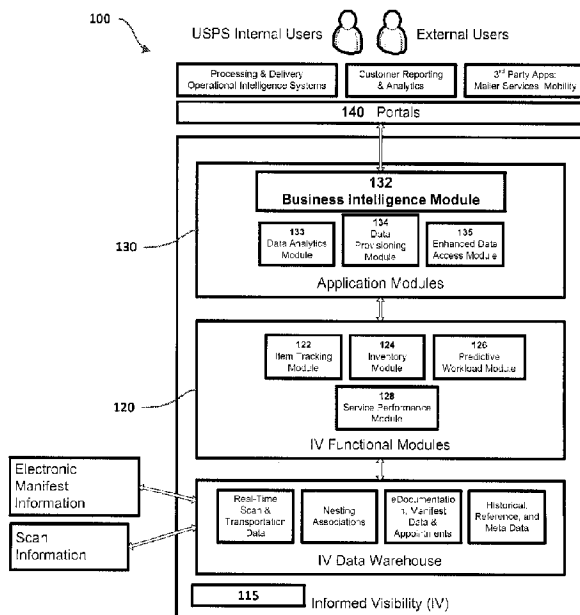 100
USPS Internal Users
External Users
Processing & Delivery
Operational Intelligence Systems
Customer Reporting
& Analytics
3rd Party Apps:
Mailer Services, Mobility
140 Portals
132
Business Intelligence Module
133
Data Analytics
Module
134
Data
Provisioning
Module
135
Enhanced Data
Access Module
130
Application Modules
122
Item Tracking
Module
124
Inventory
Module
126
Predictive
Workload Module
128
Service Performance
Module
120
IV Functional Modules
Electronic
Manifest
Information
Scan
Information
Real-Time
Scan &
Transportation
Data
Nesting
Associations
eDocumentatio
n, Manifest
Data &
Appointments
Historical,
Reference, and
Meta Data
IV Data Warehouse
115
Informed Visibility (IV)